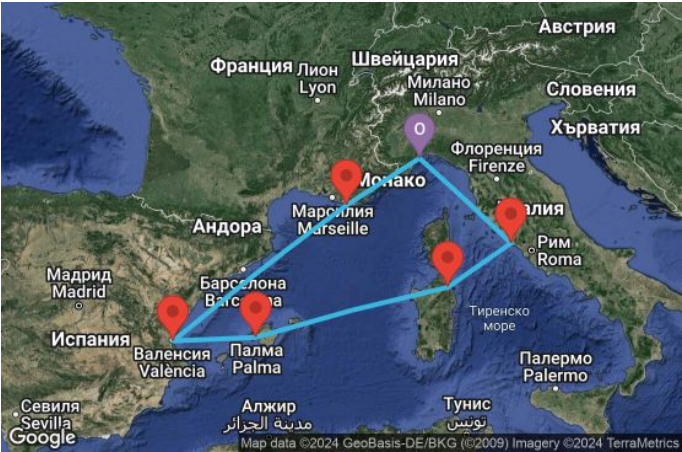 Австрия
Швейцария
Франция
Лион
Lyon
Милано
Milano
Словения
Хърватия
O
Флоренция
Firenze
Монако
Марсилия
Marseille
Италия
Андора
Рим
Roma
Мадрид
Madrid
Барселона
Barcelona
Тиренско
море
Испания
Валенсия
València
Палма
Palma
Палермо
Palermo
Севиля
Sevilla
Алжир
مدينة الجزائر
Тунис
تونس
Google
Map data ©2024 GeoBasis-DE/BKG (©2009) Imagery ©2024 TerraMetrics